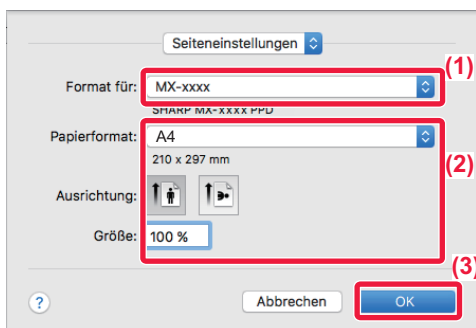 Seiteneinstellungen
(1)
Format für: MX-xxxx
SHARP MX-xxxx PPD
Papierformat: A4
210 x 297 mm
(2)
Ausrichtung:
Größe: 100 %
(3)
? Abbrechen OK